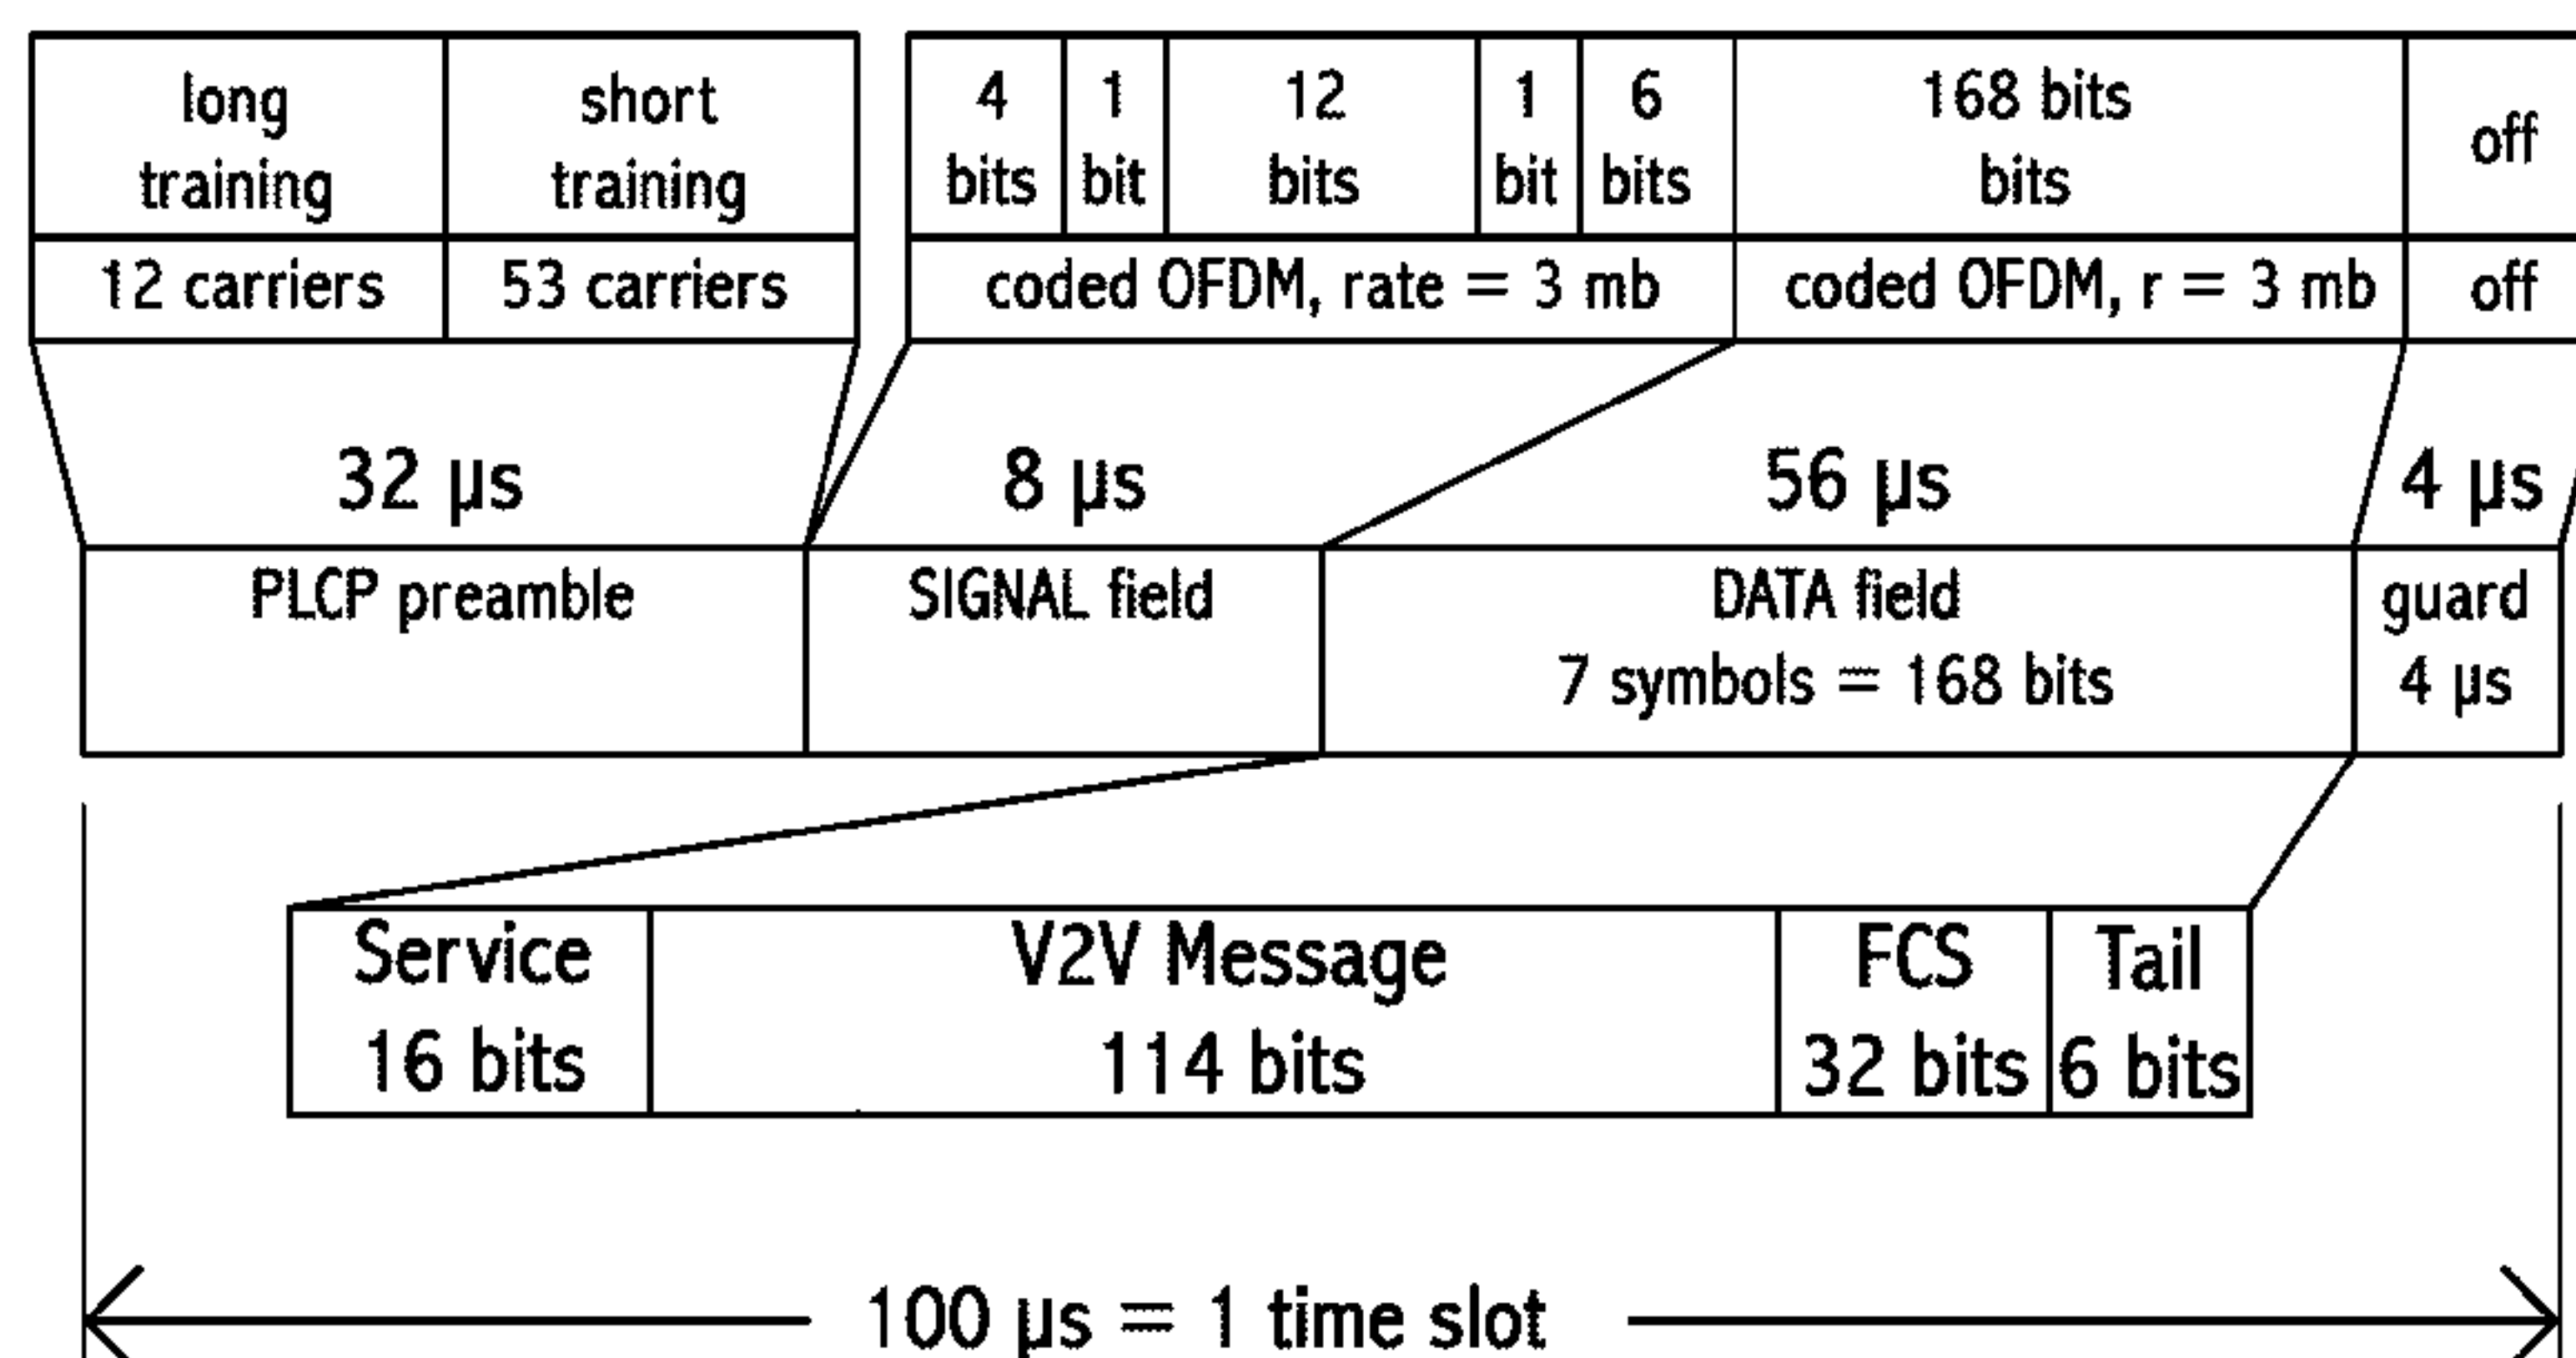 long training
short training
4 bits
1 bit
12 bits
1 bit
6 bits
168 bits bits
off
12 carriers
53 carriers
coded OFDM, rate = 3 mb
coded OFDM, r = 3 mb
off
32 µs
8 µs
56 µs
4 µs
PLCP preamble
SIGNAL field
DATA field
7 symbols = 168 bits
guard
4 µs
Service
16 bits
V2V Message
114 bits
FCS
32 bits
Tail
6 bits
100 µs = 1 time slot